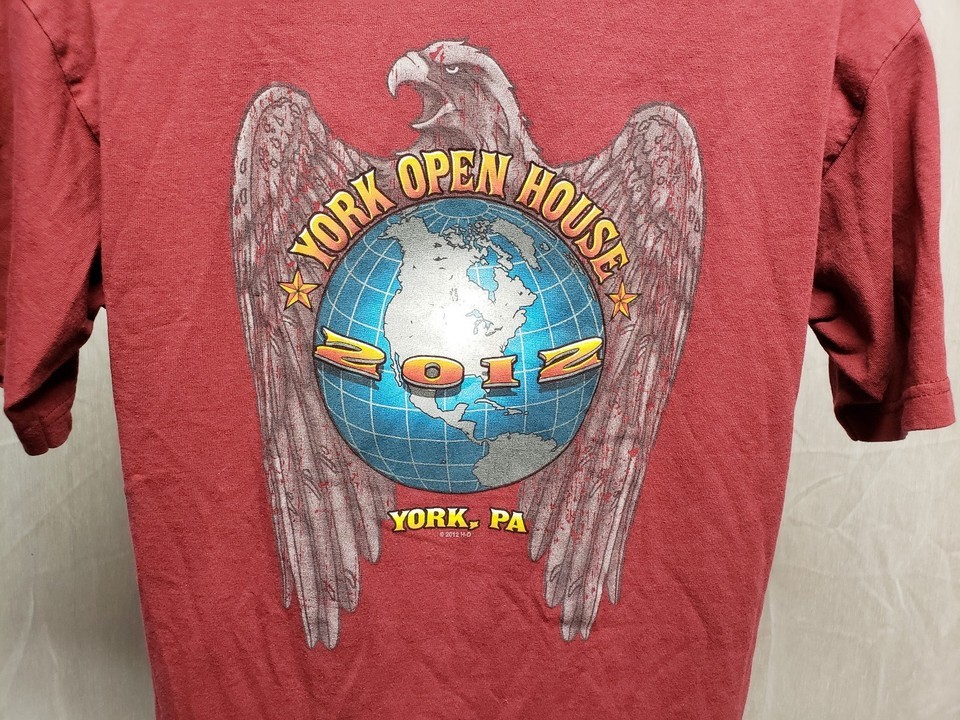 YORK OPEN HOUSE
2012
YORK, PA
© 2012 H-D